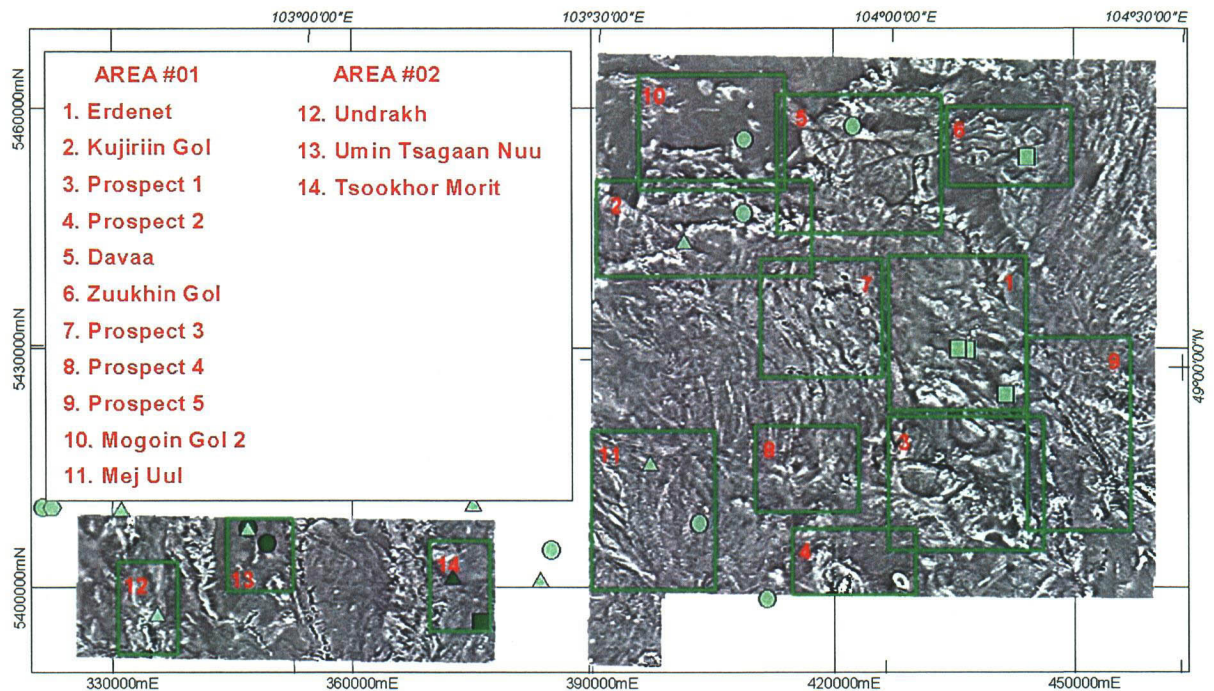 103°00'00"E 103°30'00"E 104°00'00"E 104°30'00"E
5460000mN
5430000mN
5400000mN
AREA #01
1. Erdenet
2. Kujiriin Gol
3. Prospect 1
4. Prospect 2
5. Davaa
6. Zuukhin Gol
7. Prospect 3
8. Prospect 4
9. Prospect 5
10. Mogoin Gol 2
11. Mej Uul
AREA #02
12. Undrakh
13. Umin Tsagaan Nuu
14. Tsookhor Morit
10
5
6
2
7
1
9
11
8
3
4
12
13
14
49°00'00"N
330000mE 360000mE 390000mE 420000mE 450000mE